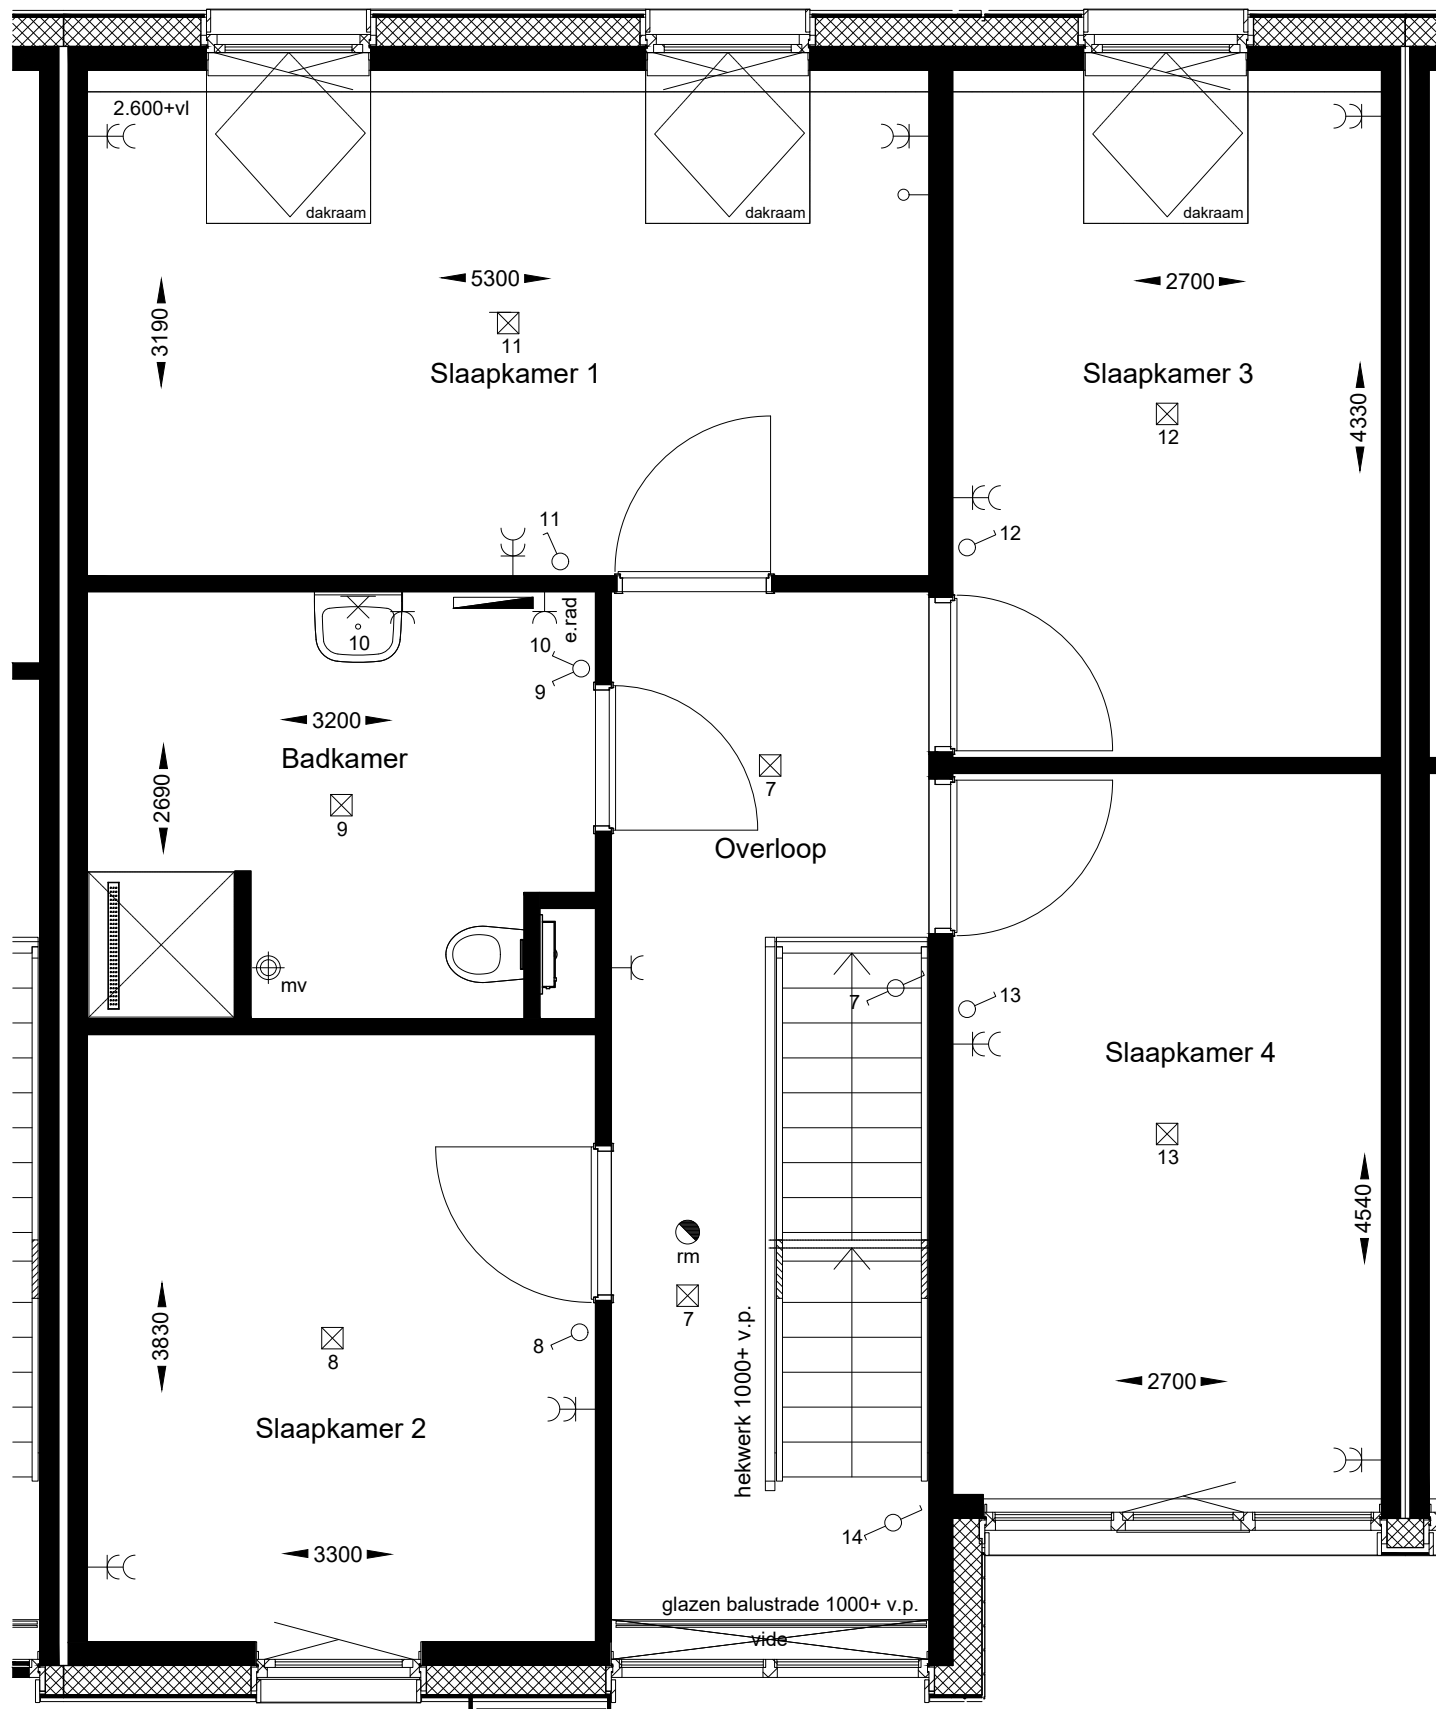 2.600+vl
dakraam
dakraam
5300
2700
3190
11
Slaapkamer 1
Slaapkamer 3
12
4330
11
12
10
e.rad
10
9
3200
Badkamer
2690
9
7
Overloop
mv
7
13
Slaapkamer 4
13
4540
rm
7
hekwerk 1000+ v.p.
3830
8
8
2700
Slaapkamer 2
14
3300
glazen balustrade 1000+ v.p.
vide